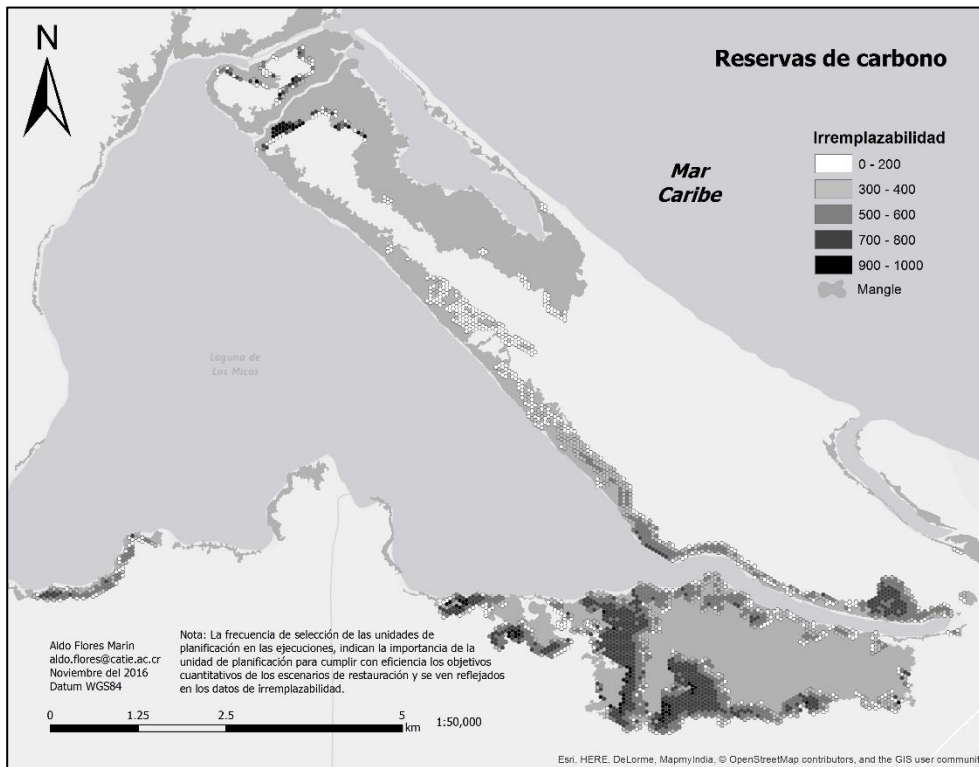 N
Reservas de carbono
Irremplazabilidad
0 - 200
300 - 400
500 - 600
700 - 800
900 - 1000
Mangle
Mar
Caribe
Laguna de
Los Micos
Aldo Flores Marin
aldo.flores@catie.ac.cr
Noviembre del 2016
Datum WGS84
Nota: La frecuencia de selección de las unidades de
planificación en las ejecuciones, indican la importancia de la
unidad de planificación para cumplir con eficiencia los objetivos
cuantitativos de los escenarios de restauración y se ven reflejados
en los datos de irremplazabilidad.
0 1.25 2.5 5
km
1:50,000
Esri, HERE, DeLorme, MapmyIndia, © OpenStreetMap contributors, and the GIS user communit